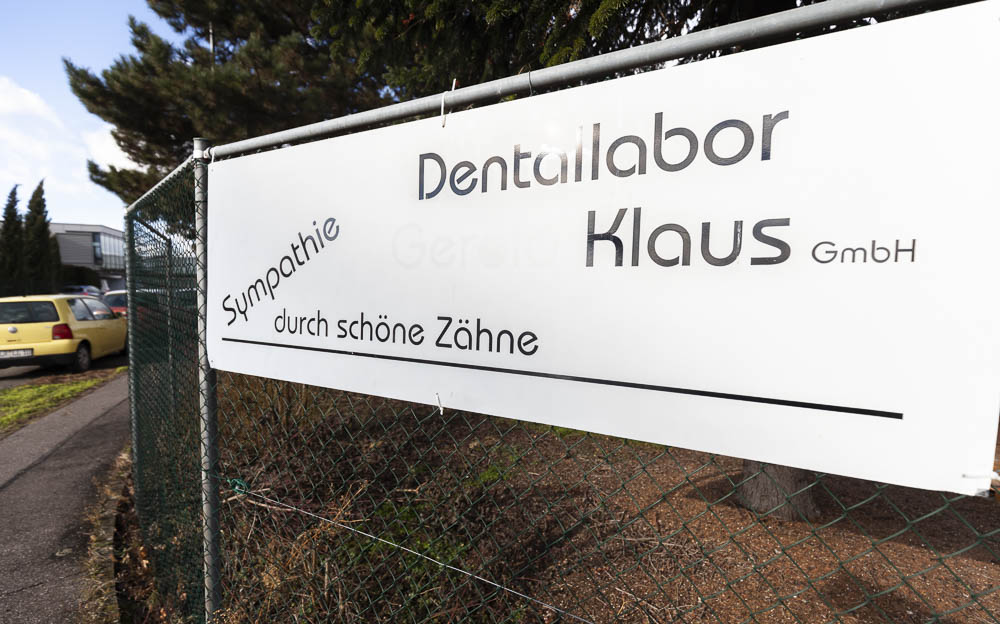 Dentallabor
Klaus GmbH
Sympathie
durch schöne Zähne